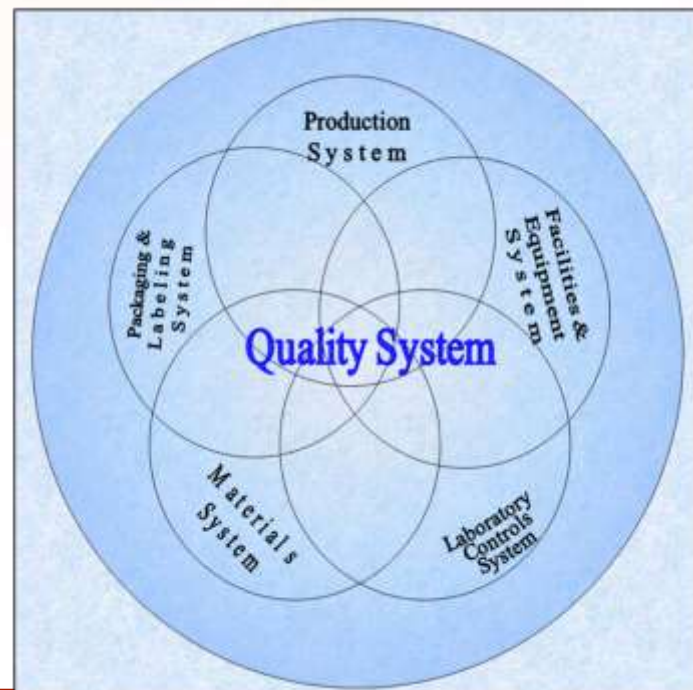 Production
System
Facilities &
Equipment
System
Packaging &
Labeling
System
Quality System
Materials
System
Laboratory
Controls
System